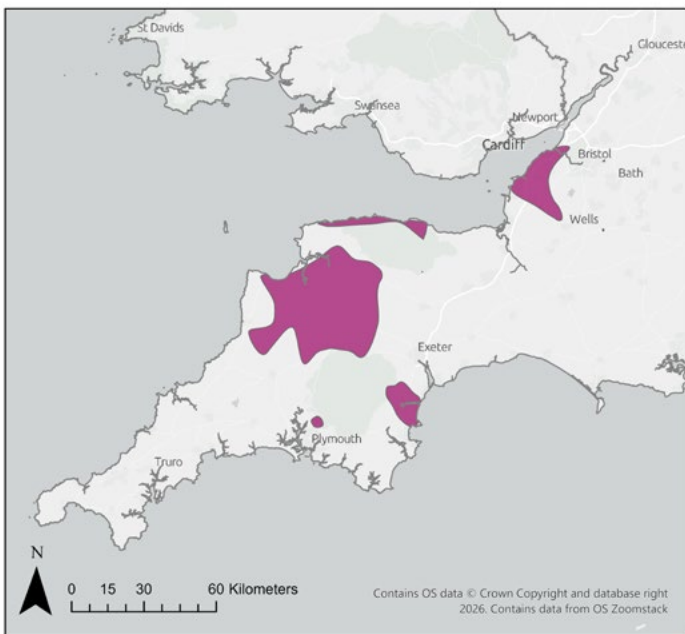 St Davids
Gloucester
Swansea
Newport
Cardiff
Bristol
Bath
Wells
Exeter
Plymouth
Truro
N
0 15 30 60 Kilometers
Contains OS data © Crown Copyright and database right
2026. Contains data from OS Zoomstack